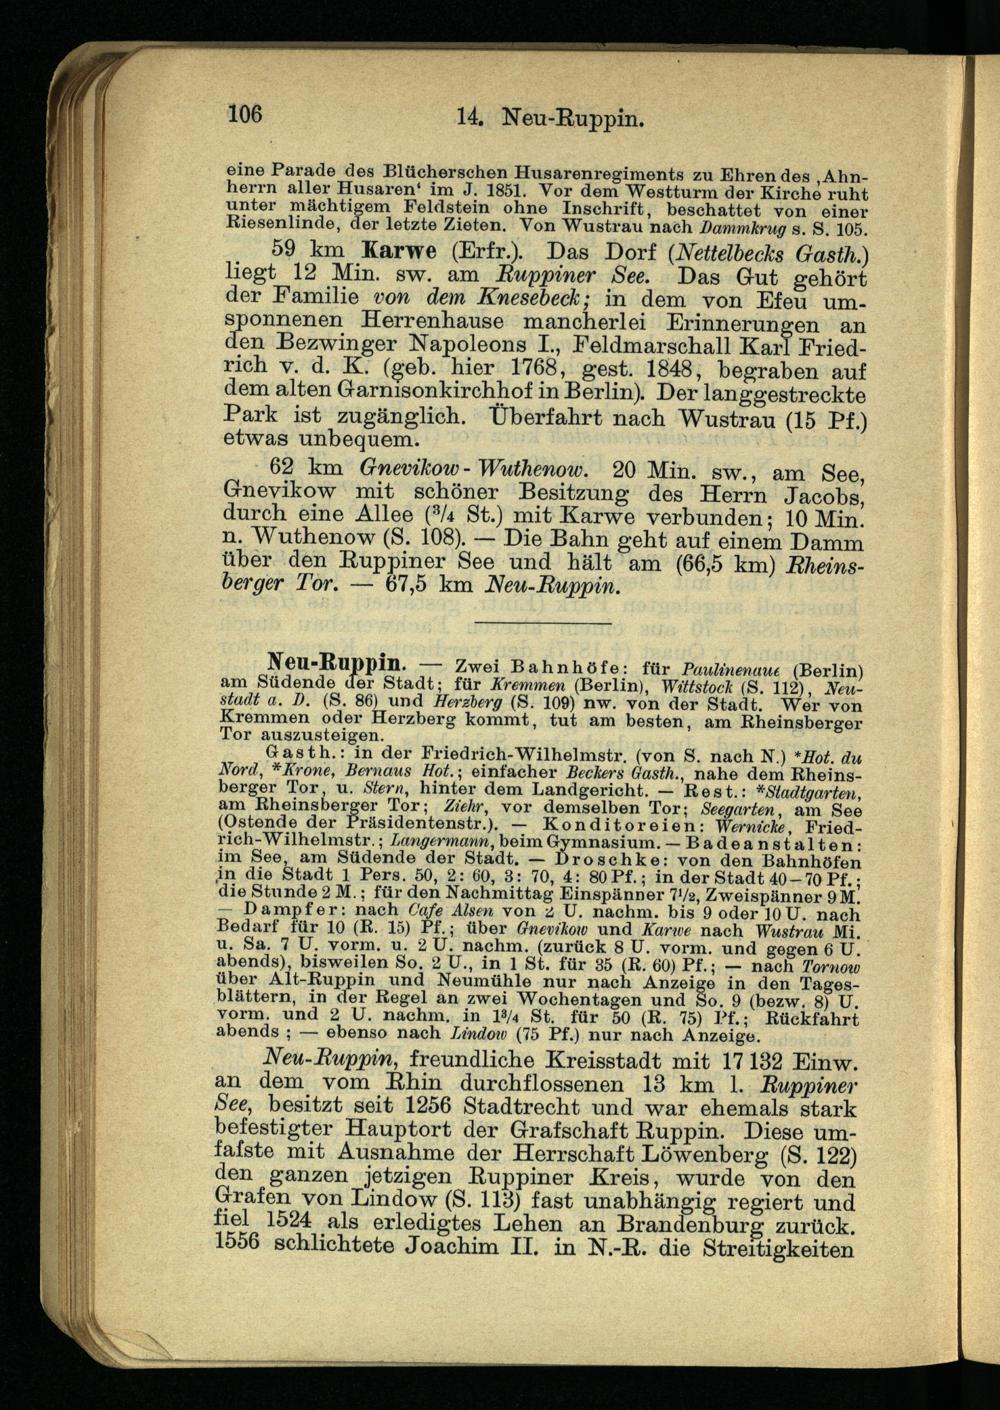 106
14. Neu-Ruppin.
eine Parade des Blücherschen Husarenregiments zu Ehren des ‚Ahn-
herrn aller Husaren‘ im J. 1851. Vor dem Westturm der Kirche ruht
unter mächtigem Feldstein ohne Inschrift, beschattet von einer
Riesenlinde, der letzte Zieten. Von Wustrau nach Dammkrug s. S. 105.
59 km Karwe (Erfr.). Das Dorf (Nettelbecks Gasth.)
liegt 12 Min. sw. am Ruppiner See. Das Gut gehört
der Familie von dem Knesebeck; in dem von Efeu um-
sponnenen Herrenhause mancherlei Erinnerungen an
den Bezwinger Napoleons I., Feldmarschall Karl Fried-
rich v. d. K. (geb. hier 1768, gest. 1848, begraben auf
dem alten Garnisonkirchhof in Berlin). Der langgestreckte
Park ist zugänglich. Überfahrt nach Wustrau (15 Pf.)
etwas unbequem.
62 km Gnevikow-Wuthenow. 20 Min. sw., am See,
Gnevikow mit schöner Besitzung des Herrn Jacobs,
durch eine Allee (³/₄ St.) mit Karwe verbunden; 10 Min.
n. Wuthenow (S. 108). — Die Bahn geht auf einem Damm
über den Ruppiner See und hält am (66,5 km) Rheins-
berger Tor. — 67,5 km Neu-Ruppin.
Neu-Ruppin. — Zwei Bahnhöfe: für Paulinenaue (Berlin)
am Südende der Stadt; für Kremmen (Berlin), Wittstock (S. 112), Neu-
stadt a. D. (S. 86) und Herzberg (S. 109) nw. von der Stadt. Wer von
Kremmen oder Herzberg kommt, tut am besten, am Rheinsberger
Tor auszusteigen.
Gasth.: in der Friedrich-Wilhelmstr. (von S. nach N.) *Hot. du
Nord, *Krone, Bernaus Hot.; einfacher Beckers Gasth., nahe dem Rheins-
berger Tor, u. Stern, hinter dem Landgericht. — Rest.: *Stadtgarten,
am Rheinsberger Tor; Ziehr, vor demselben Tor; Seegarten, am See
(Ostende der Präsidentenstr.). — Konditoreien: Wernicke, Fried-
rich-Wilhelmstr.; Langermann, beim Gymnasium. — Badeanstalten:
im See, am Südende der Stadt. — Droschke: von den Bahnhöfen
in die Stadt 1 Pers. 50, 2: 60, 3: 70, 4: 80 Pf.; in der Stadt 40–70 Pf.;
die Stunde 2 M.; für den Nachmittag Einspänner 7¹/₂, Zweispänner 9 M.
— Dampfer: nach Cafe Alsen von 2 U. nachm. bis 9 oder 10 U. nach
Bedarf für 10 (R. 15) Pf.; über Gnevikow und Karwe nach Wustrau Mi.
u. Sa. 7 U. vorm. u. 2 U. nachm. (zurück 8 U. vorm. und gegen 6 U.
abends), bisweilen So. 2 U., in 1 St. für 35 (R. 60) Pf.; — nach Tornow
über Alt-Ruppin und Neumühle nur nach Anzeige in den Tages-
blättern, in der Regel an zwei Wochentagen und So. 9 (bezw. 8) U.
vorm. und 2 U. nachm. in 1³/₄ St. für 50 (R. 75) Pf.; Rückfahrt
abends ; — ebenso nach Lindow (75 Pf.) nur nach Anzeige.
Neu-Ruppin, freundliche Kreisstadt mit 17 132 Einw.
an dem vom Rhin durchflossenen 13 km l. Ruppiner
See, besitzt seit 1256 Stadtrecht und war ehemals stark
befestigter Hauptort der Grafschaft Ruppin. Diese um-
fafste mit Ausnahme der Herrschaft Löwenberg (S. 122)
den ganzen jetzigen Ruppiner Kreis, wurde von den
Grafen von Lindow (S. 113) fast unabhängig regiert und
fiel 1524 als erledigtes Lehen an Brandenburg zurück.
1556 schlichtete Joachim II. in N.-R. die Streitigkeiten